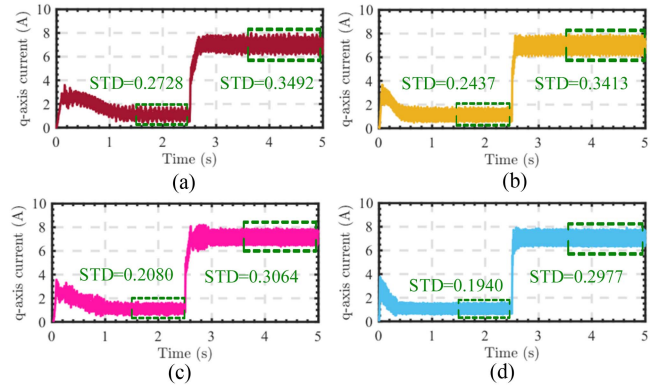 q-axis current (A)
8
6
4
2
0
STD=0.2728
STD=0.3492
0 1 2 3 4 5
Time (s)
(a)
q-axis current (A)
8
6
4
2
0
STD=0.2437
STD=0.3413
0 1 2 3 4 5
Time (s)
(b)
q-axis current (A)
10
8
6
4
2
0
STD=0.2080
STD=0.3064
0 1 2 3 4 5
Time (s)
(c)
q-axis current (A)
10
8
6
4
2
0
STD=0.1940
STD=0.2977
0 1 2 3 4 5
Time (s)
(d)